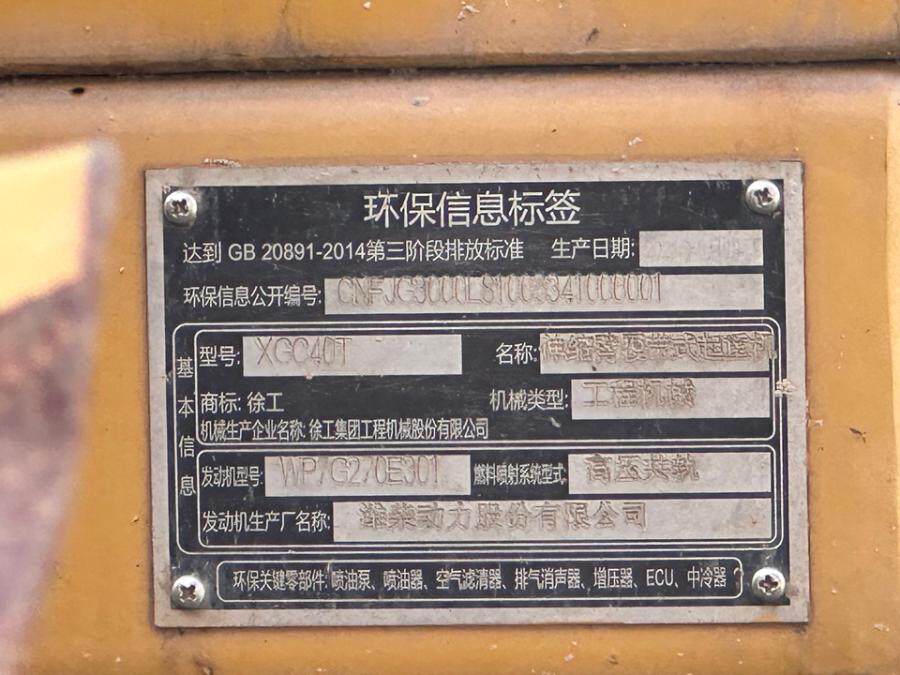 环保信息标签
达到 GB 20891-2014第三阶段排放标准 生产日期:
环保信息公开编号:
基本信息
型号: XGC40T 名称: 伸缩臂履带式起重机
商标: 徐工 机械类型: 工程机械
机械生产企业名称: 徐工集团工程机械股份有限公司
发动机型号: WP7G270E301 燃料喷射系统型式: 高压共轨
发动机生产厂名称: 潍柴动力股份有限公司
环保关键零部件: 喷油泵、喷油器、空气滤清器、排气消声器、增压器、ECU、中冷器